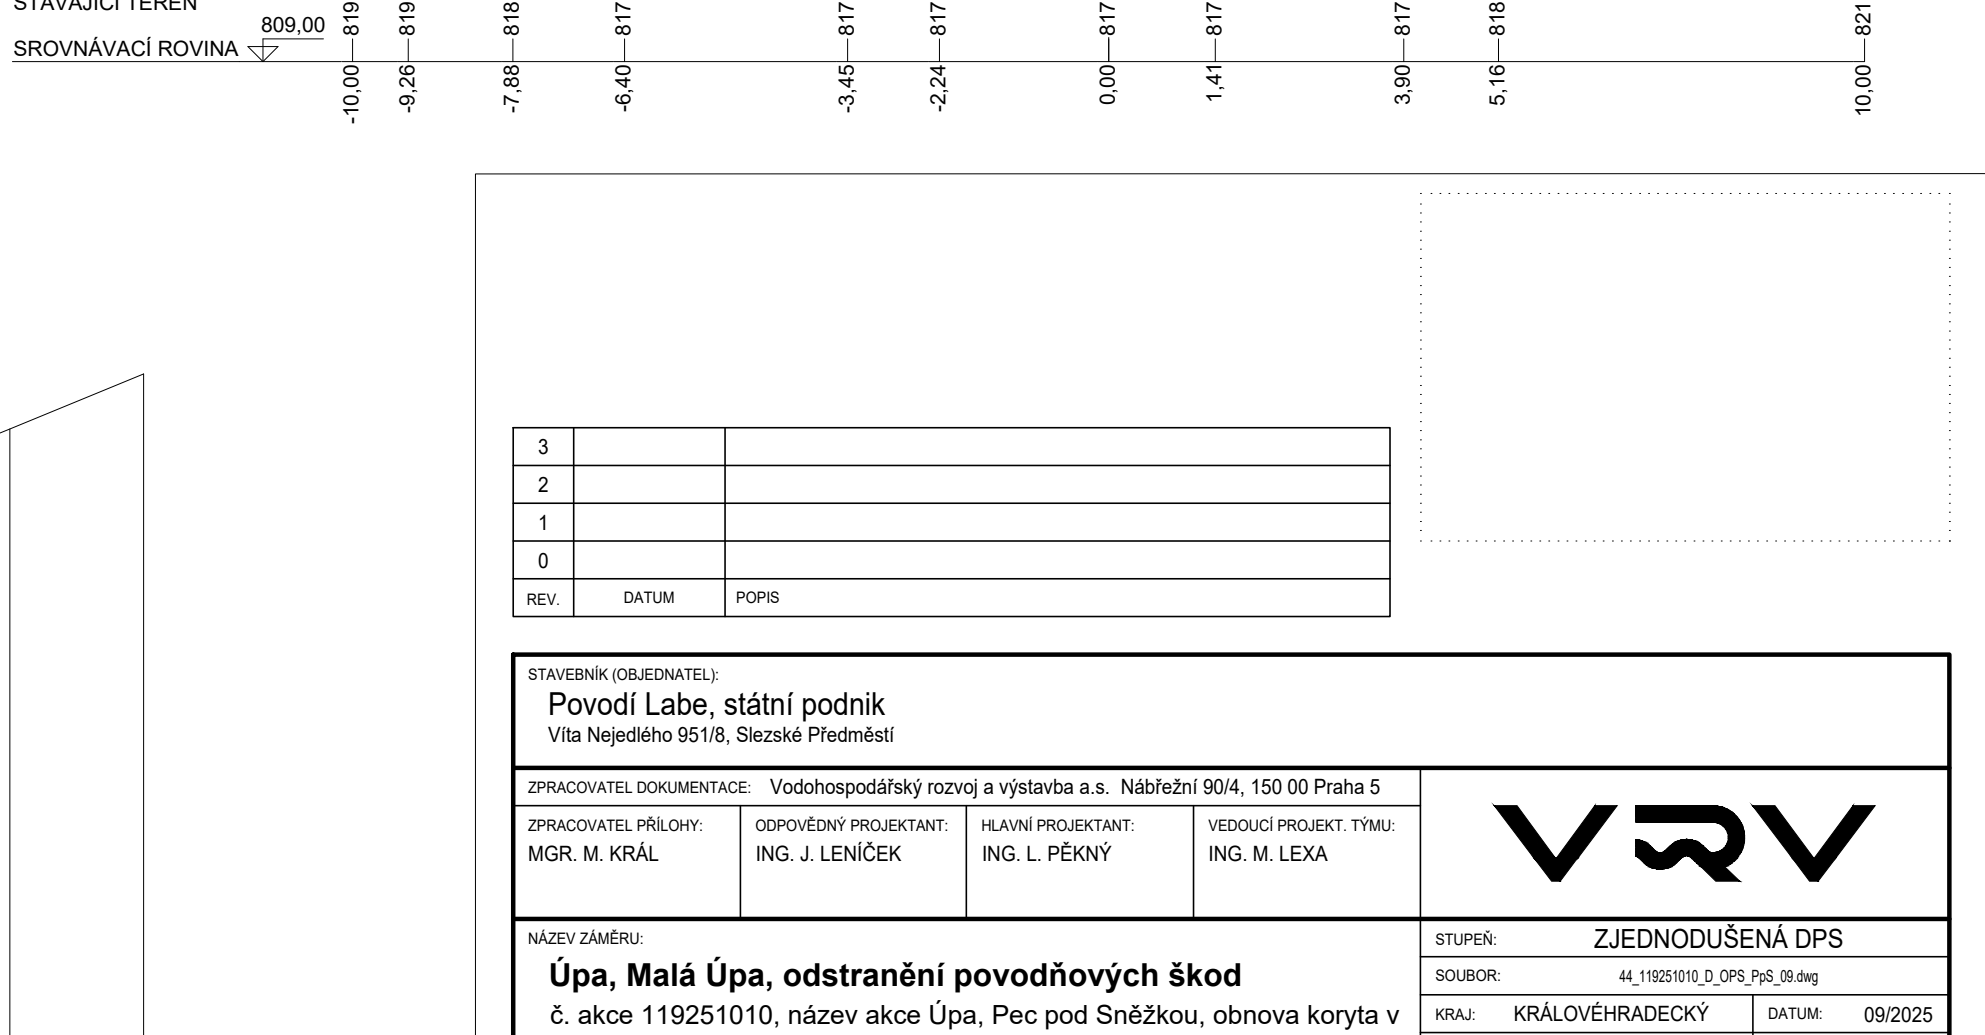 STÁVAJÍCÍ TERÉN
809,00
819 819 818 817 817 817 817 817 817 818 821
SROVNÁVACÍ ROVINA
-10,00 -9,26 -7,88 -6,40 -3,45 -2,24 0,00 1,41 3,90 5,16 10,00
3
2
1
0
REV. DATUM POPIS
STAVEBNÍK (OBJEDNATEL):
Povodí Labe, státní podnik
Víta Nejedlého 951/8, Slezské Předměstí
ZPRACOVATEL DOKUMENTACE: Vodohospodářský rozvoj a výstavba a.s. Nábřežní 90/4, 150 00 Praha 5
ZPRACOVATEL PŘÍLOHY: ODPOVĚDNÝ PROJEKTANT: HLAVNÍ PROJEKTANT: VEDOUCÍ PROJEKT. TÝMU:
MGR. M. KRÁL ING. J. LENÍČEK ING. L. PĚKNÝ ING. M. LEXA
VRV
NÁZEV ZÁMĚRU:
Úpa, Malá Úpa, odstranění povodňových škod
č. akce 119251010, název akce Úpa, Pec pod Sněžkou, obnova koryta v
STUPEŇ: ZJEDNODUŠENÁ DPS
SOUBOR: 44_119251010_D_OPS_PpS_09.dwg
KRAJ: KRÁLOVÉHRADECKÝ DATUM: 09/2025